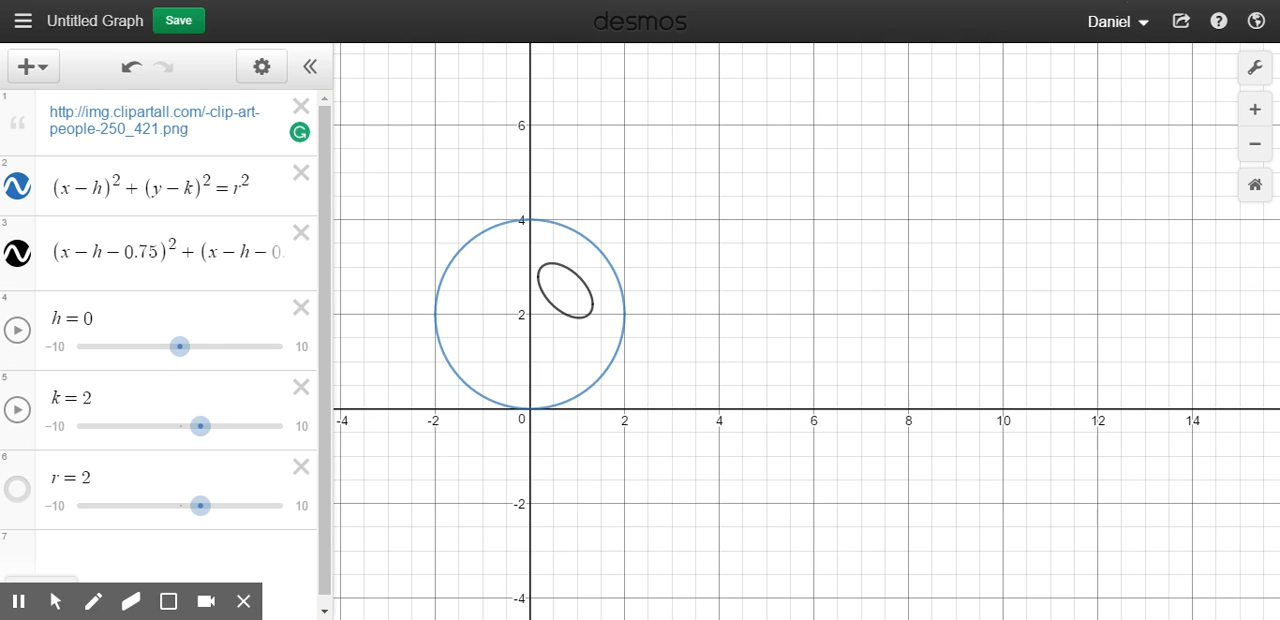 Untitled Graph Save desmos Daniel
1
http://img.clipartall.com/-clip-art-
people-250_421.png
2
(x − h)² + (y − k)² = r²
3
(x − h − 0.75)² + (x − h − 0.
4
h = 0
−10 10
5
k = 2
−10 10
6
r = 2
−10 10
7
6
4
2
-4 -2 0 2 4 6 8 10 12 14
-2
-4